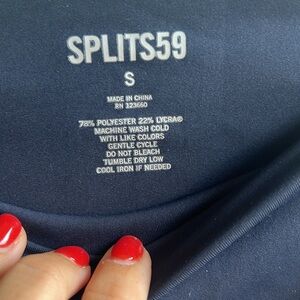 SPLITS59
S
MADE IN CHINA
RN 323660
78% POLYESTER 22% LYCRA®
MACHINE WASH COLD
WITH LIKE COLORS
GENTLE CYCLE
DO NOT BLEACH
TUMBLE DRY LOW
COOL IRON IF NEEDED